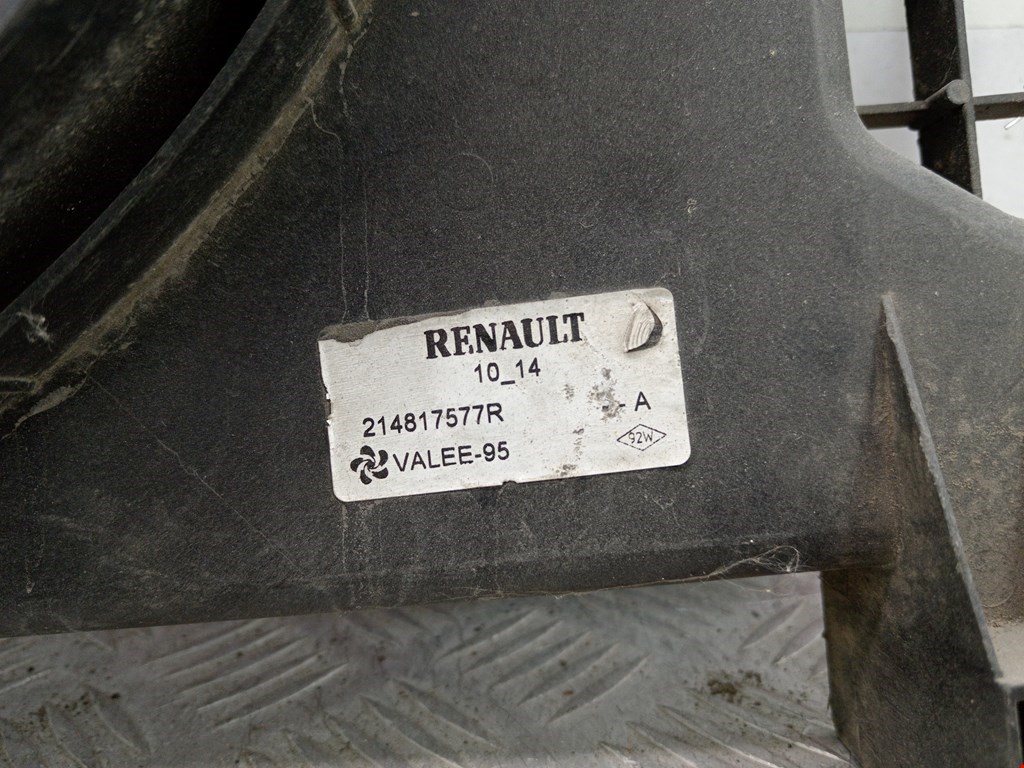 RENAULT
10_14
214817577R
- - A
VALEE-95
92W